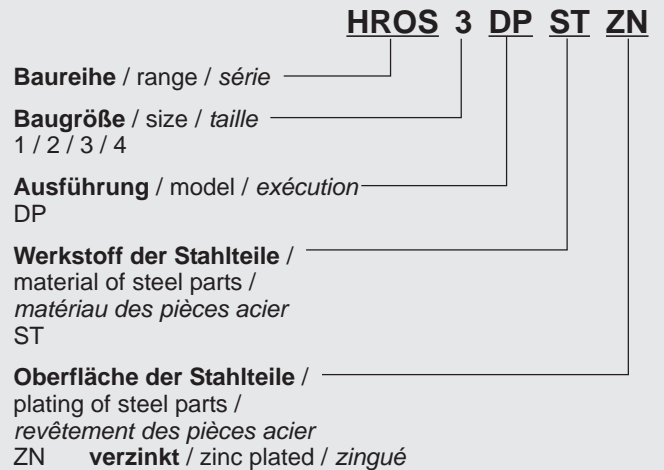 HROS 3 DP ST ZN
Baureihe / range / série
Baugröße / size / taille
1 / 2 / 3 / 4
Ausführung / model / exécution
DP
Werkstoff der Stahlteile /
material of steel parts /
matériau des pièces acier
ST
Oberfläche der Stahlteile /
plating of steel parts /
revêtement des pièces acier
ZN verzinkt / zinc plated / zingué